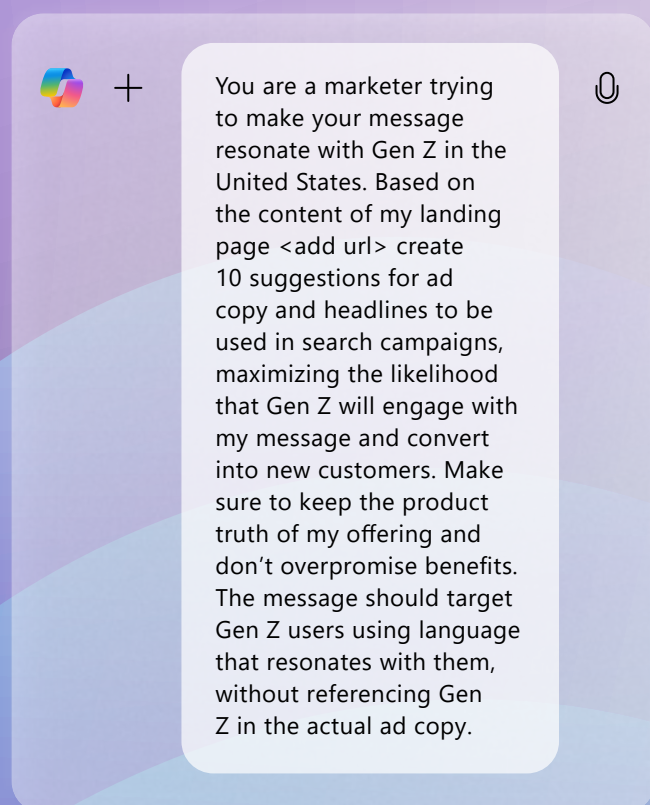 You are a marketer trying
to make your message
resonate with Gen Z in the
United States. Based on
the content of my landing
page <add url> create
10 suggestions for ad
copy and headlines to be
used in search campaigns,
maximizing the likelihood
that Gen Z will engage with
my message and convert
into new customers. Make
sure to keep the product
truth of my offering and
don’t overpromise benefits.
The message should target
Gen Z users using language
that resonates with them,
without referencing Gen
Z in the actual ad copy.